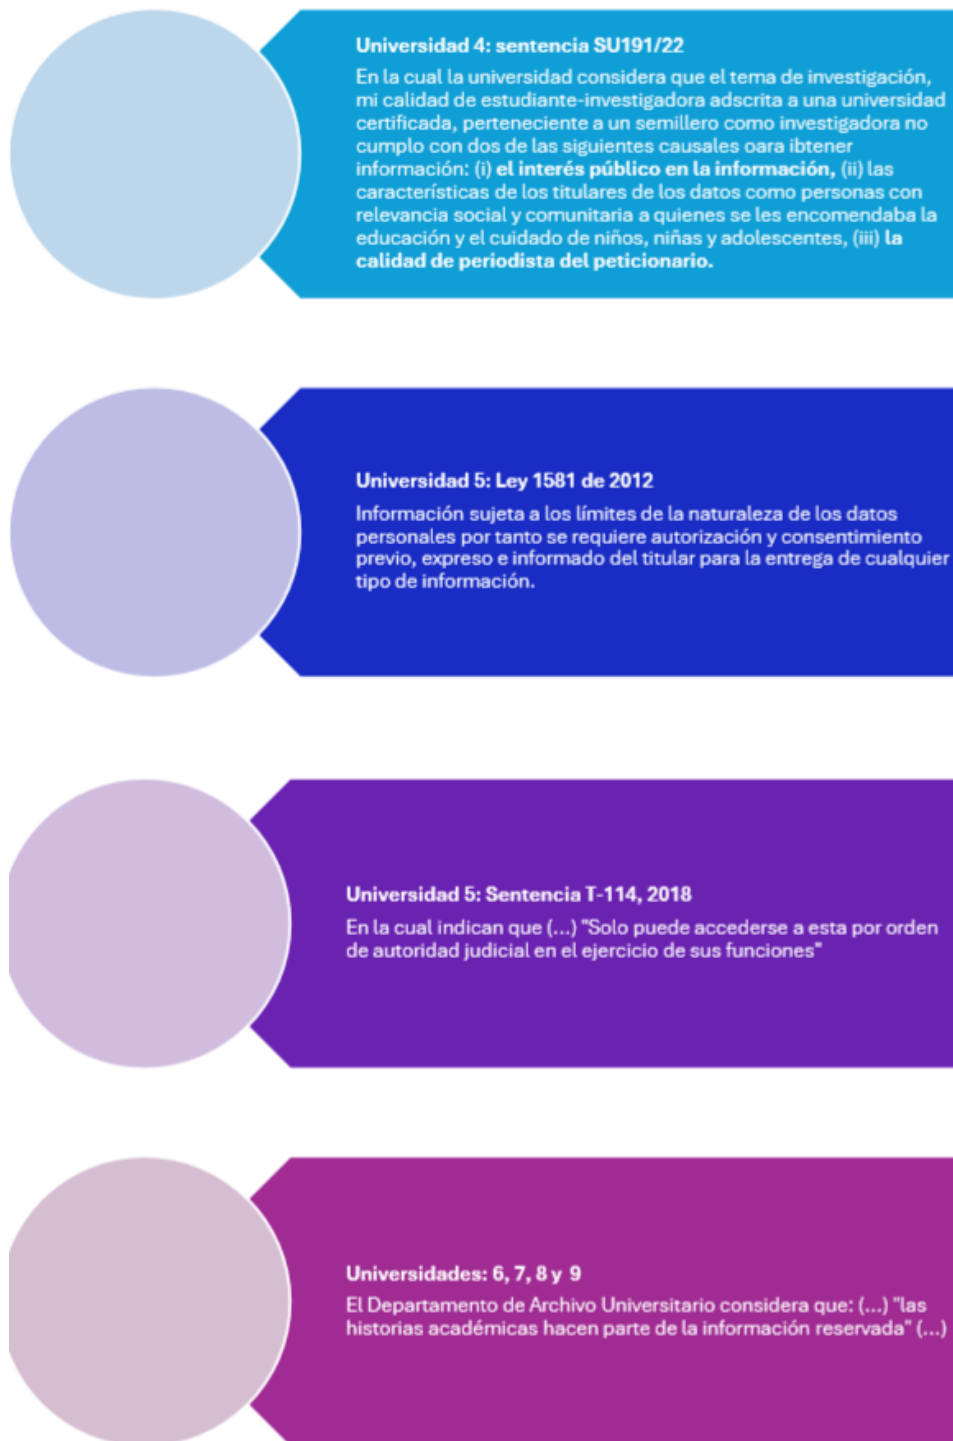 Universidad 4: sentencia SU191/22
En la cual la universidad considera que el tema de investigación,
mi calidad de estudiante-investigadora adscrita a una universidad
certificada, perteneciente a un semillero como investigadora no
cumplo con dos de las siguientes causales oara ibtener
información: (i) el interés público en la información, (ii) las
características de los titulares de los datos como personas con
relevancia social y comunitaria a quienes se les encomendaba la
educación y el cuidado de niños, niñas y adolescentes, (iii) la
calidad de periodista del peticionario.
Universidad 5: Ley 1581 de 2012
Información sujeta a los límites de la naturaleza de los datos
personales por tanto se requiere autorización y consentimiento
previo, expreso e informado del titular para la entrega de cualquier
tipo de información.
Universidad 5: Sentencia T-114, 2018
En la cual indican que (...) "Solo puede accederse a esta por orden
de autoridad judicial en el ejercicio de sus funciones"
Universidades: 6, 7, 8 y 9
El Departamento de Archivo Universitario considera que: (...) "las
historias académicas hacen parte de la información reservada" (...)